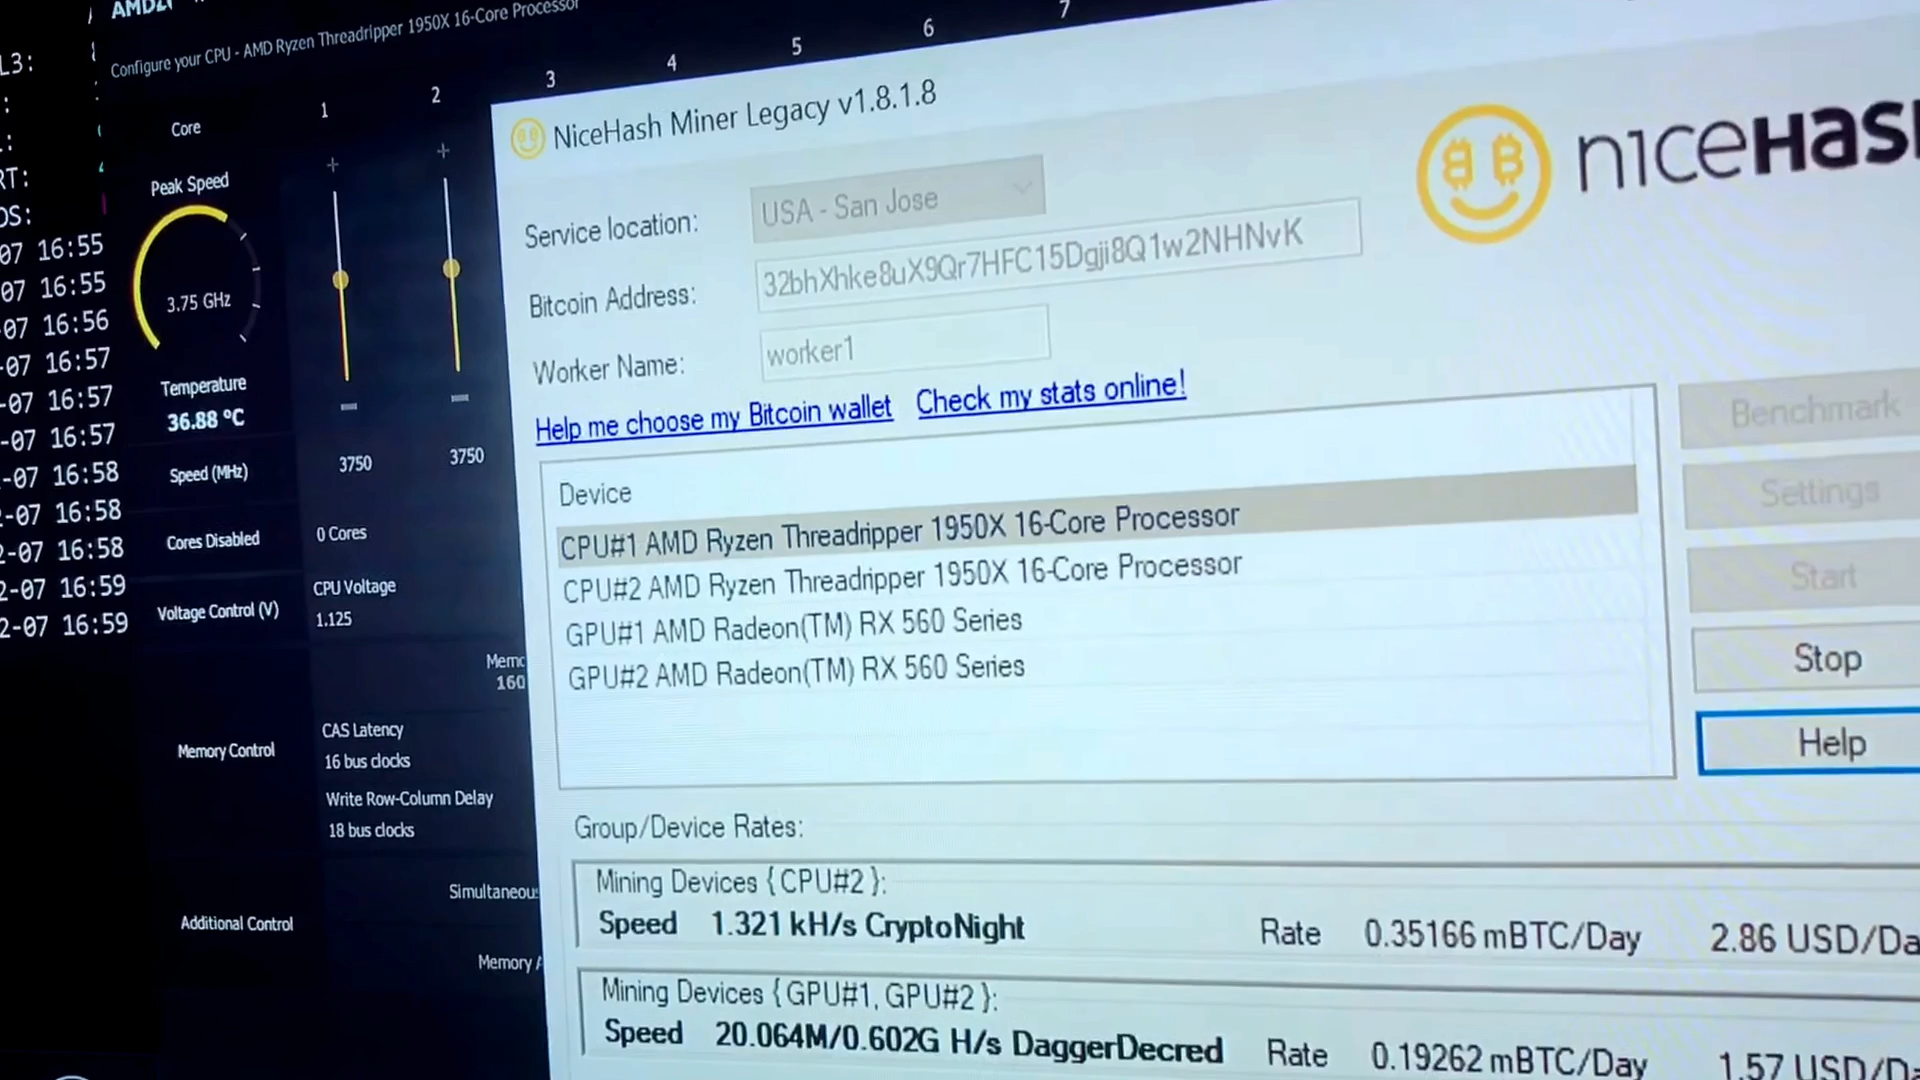 Configure your CPU - AMD Ryzen Threadripper 1950X 16-Core Processor
1 2 3 4 5 6 7
Core
Peak Speed
3.75 GHz
Temperature
36.88 °C
Speed (MHz)
3750 3750
Cores Disabled
0 Cores
Voltage Control (V)
CPU Voltage
1.125
Memory Control
CAS Latency
16 bus clocks
Write Row-Column Delay
18 bus clocks
Additional Control
L3:
07 16:55
07 16:55
-07 16:56
-07 16:57
-07 16:57
-07 16:57
-07 16:58
-07 16:58
2-07 16:58
2-07 16:59
2-07 16:59
NiceHash Miner Legacy v1.8.1.8
Service location:
USA - San Jose
Bitcoin Address:
32bhXhke8uX9Qr7HFC15Dgji8Q1w2NHNvK
Worker Name:
worker1
Help me choose my Bitcoin wallet Check my stats online!
Device
CPU#1 AMD Ryzen Threadripper 1950X 16-Core Processor
CPU#2 AMD Ryzen Threadripper 1950X 16-Core Processor
GPU#1 AMD Radeon(TM) RX 560 Series
GPU#2 AMD Radeon(TM) RX 560 Series
Benchmark
Settings
Start
Stop
Help
Group/Device Rates:
Mining Devices { CPU#2 }:
Speed 1.321 kH/s CryptoNight Rate 0.35166 mBTC/Day 2.86 USD/Da
Mining Devices { GPU#1, GPU#2 }:
Speed 20.064M/0.602G H/s DaggerDecred Rate 0.19262 mBTC/Day 1.57 USD/Da